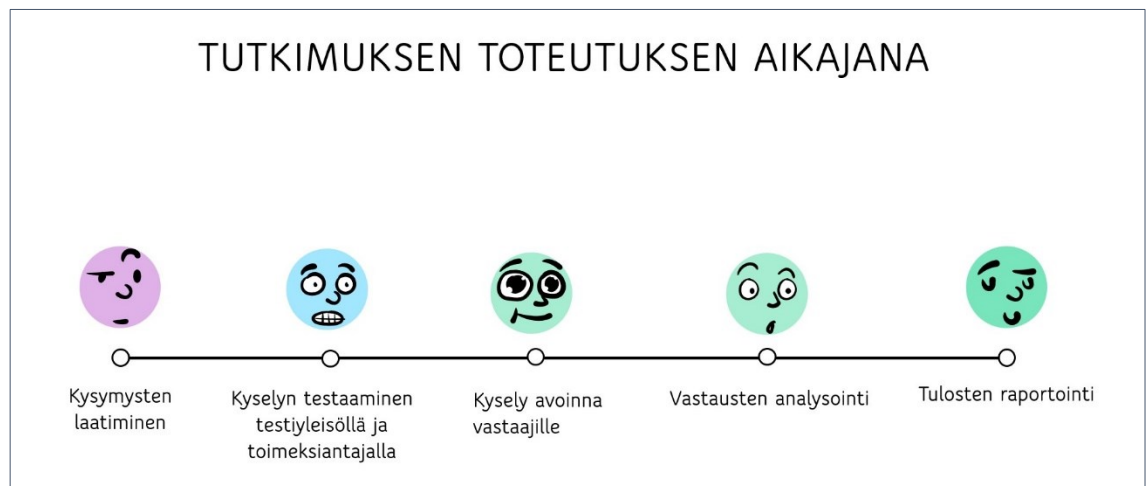 TUTKIMUKSEN TOTEUTUKSEN AIKAJANA
Kysymysten
laatiminen
Kyselyn testaaminen
testiyleisöllä ja
toimeksiantajalla
Kysely avoinna
vastaajille
Vastausten analysointi
Tulosten raportointi